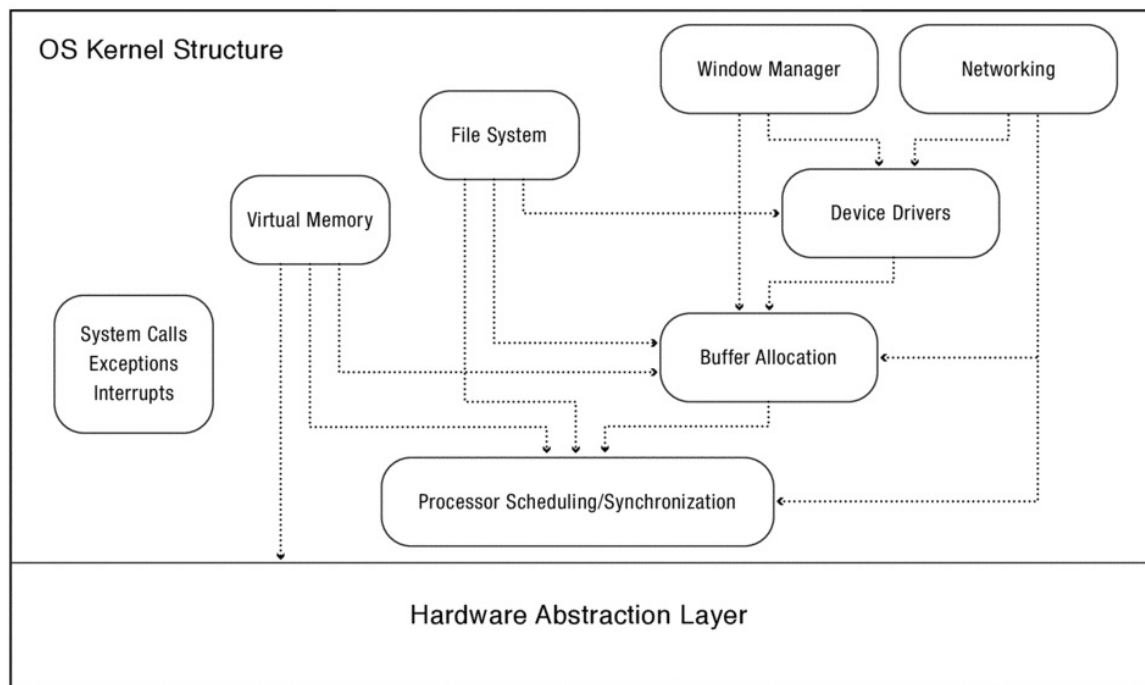 OS Kernel Structure
Window Manager
Networking
File System
Virtual Memory
Device Drivers
System Calls
Exceptions
Interrupts
Buffer Allocation
Processor Scheduling/Synchronization
Hardware Abstraction Layer